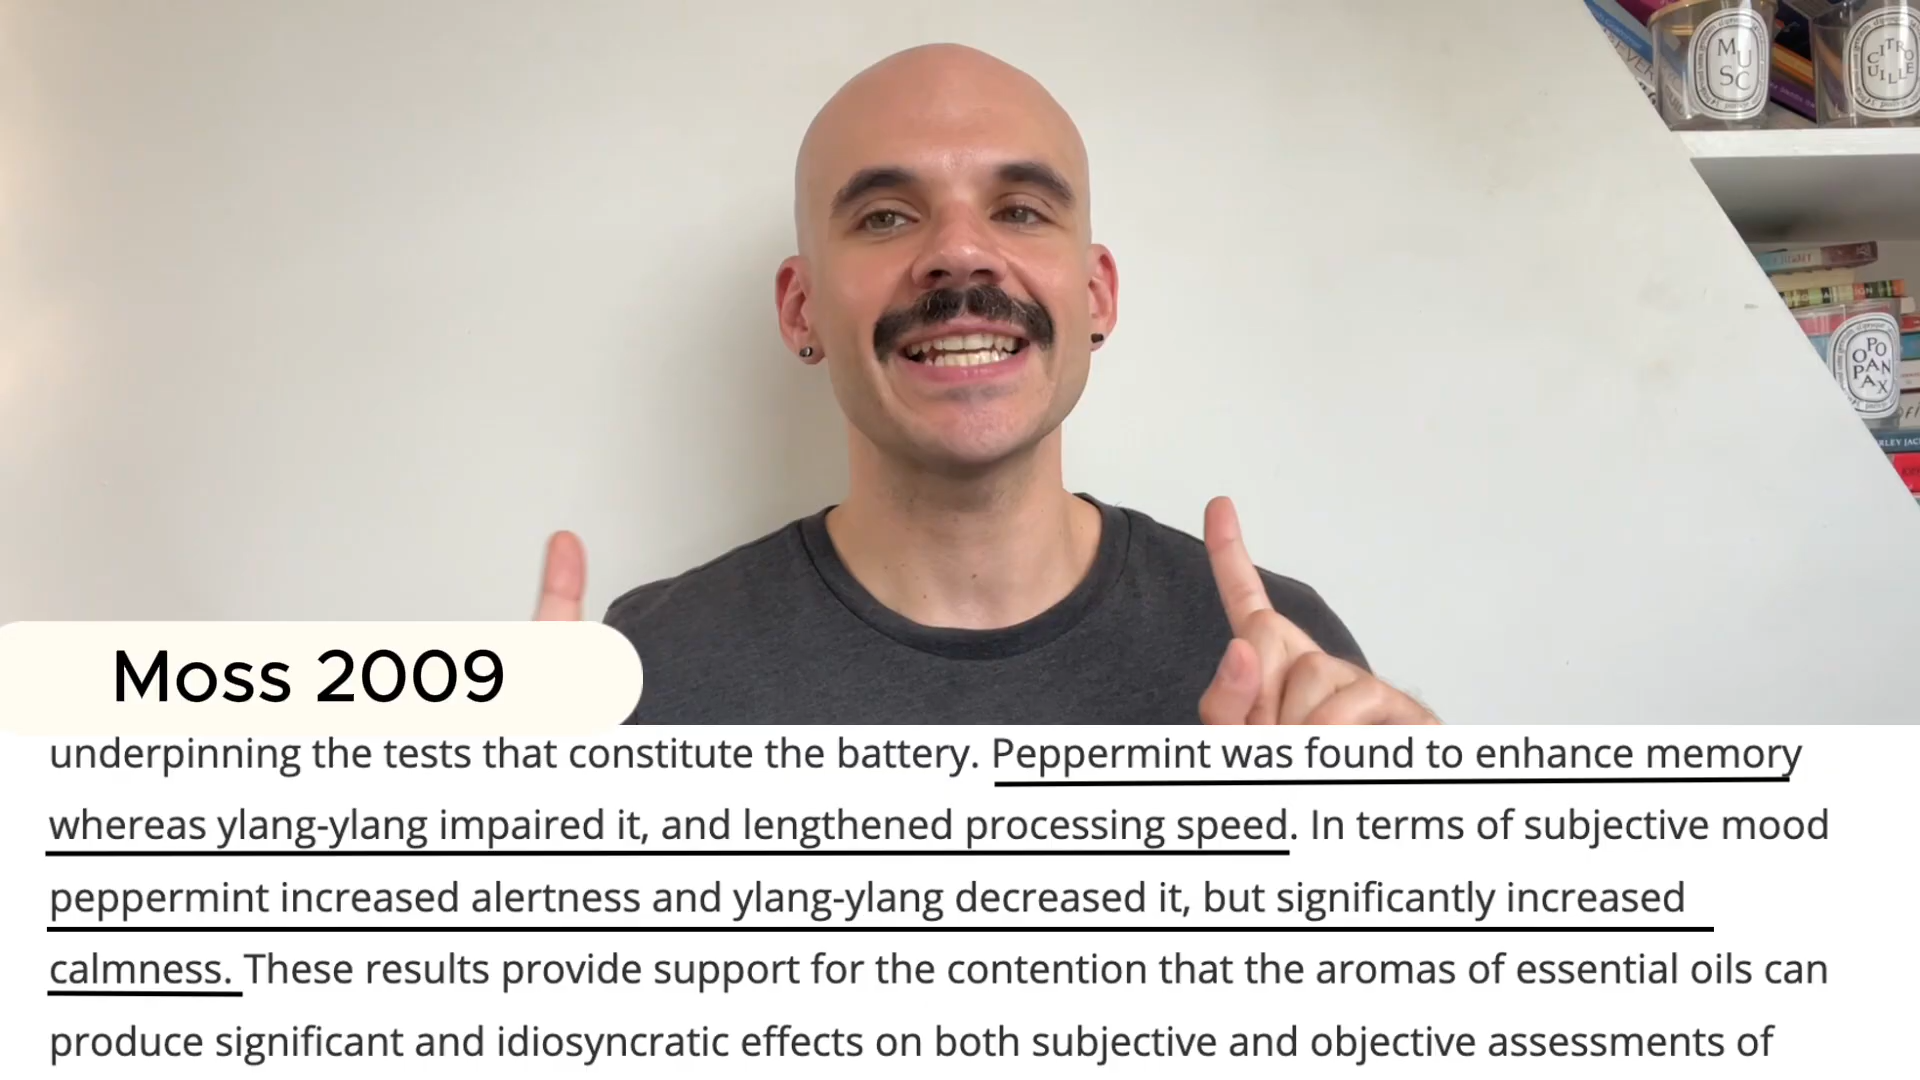 MUSC
CITROUILLE
OPOPANAX
Moss 2009
underpinning the tests that constitute the battery. Peppermint was found to enhance memory
whereas ylang-ylang impaired it, and lengthened processing speed. In terms of subjective mood
peppermint increased alertness and ylang-ylang decreased it, but significantly increased
calmness. These results provide support for the contention that the aromas of essential oils can
produce significant and idiosyncratic effects on both subjective and objective assessments of